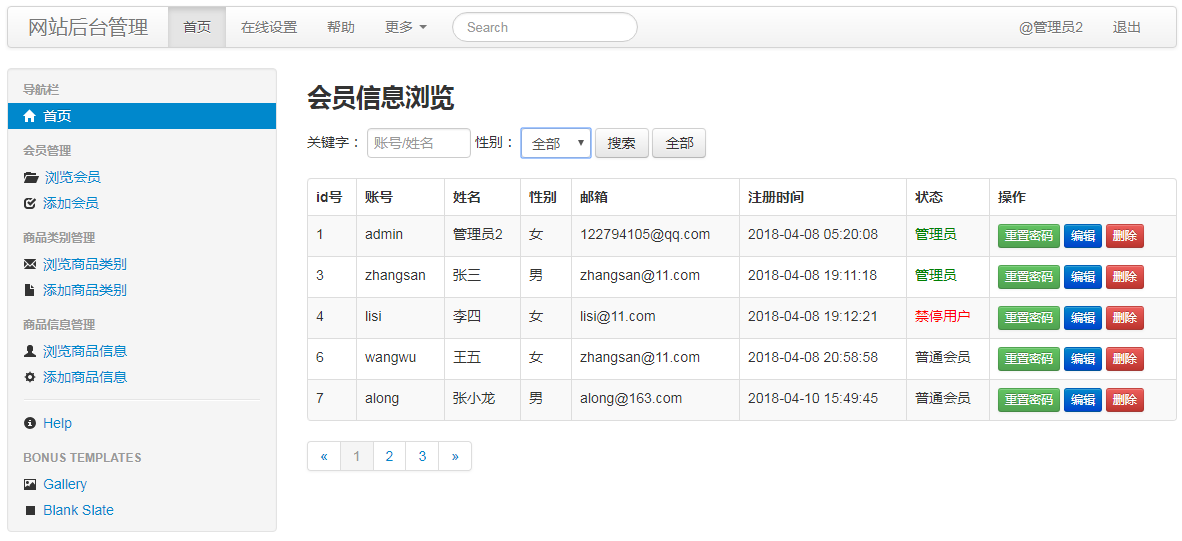 网站后台管理 首页 在线设置 帮助 更多 Search @管理员2 退出
导航栏
首页
会员管理
浏览会员
添加会员
商品类别管理
浏览商品类别
添加商品类别
商品信息管理
浏览商品信息
添加商品信息
Help
BONUS TEMPLATES
Gallery
Blank Slate
会员信息浏览
关键字： 账号/姓名 性别： 全部 搜索 全部
id号 账号 姓名 性别 邮箱 注册时间 状态 操作
1 admin 管理员2 女 122794105@qq.com 2018-04-08 05:20:08 管理员 重置密码 编辑 删除
3 zhangsan 张三 男 zhangsan@11.com 2018-04-08 19:11:18 管理员 重置密码 编辑 删除
4 lisi 李四 女 lisi@11.com 2018-04-08 19:12:21 禁停用户 重置密码 编辑 删除
6 wangwu 王五 女 zhangsan@11.com 2018-04-08 20:58:58 普通会员 重置密码 编辑 删除
7 along 张小龙 男 along@163.com 2018-04-10 15:49:45 普通会员 重置密码 编辑 删除
« 1 2 3 »